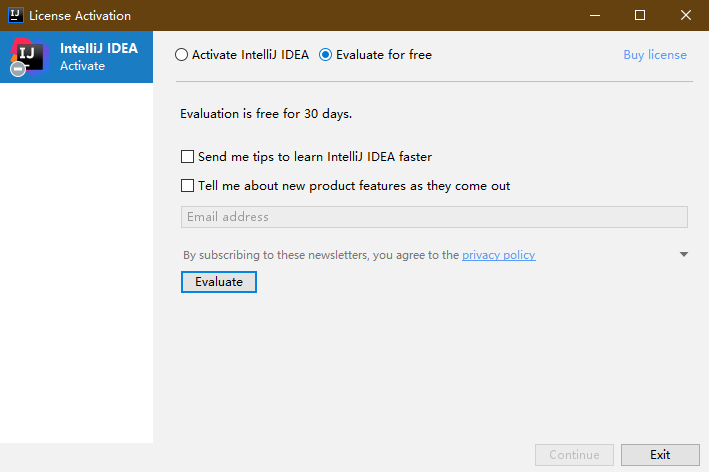 License Activation
IntelliJ IDEA
Activate
IJ
Activate IntelliJ IDEA Evaluate for free Buy license
Evaluation is free for 30 days.
Send me tips to learn IntelliJ IDEA faster
Tell me about new product features as they come out
Email address
By subscribing to these newsletters, you agree to the privacy policy
Evaluate
Continue Exit